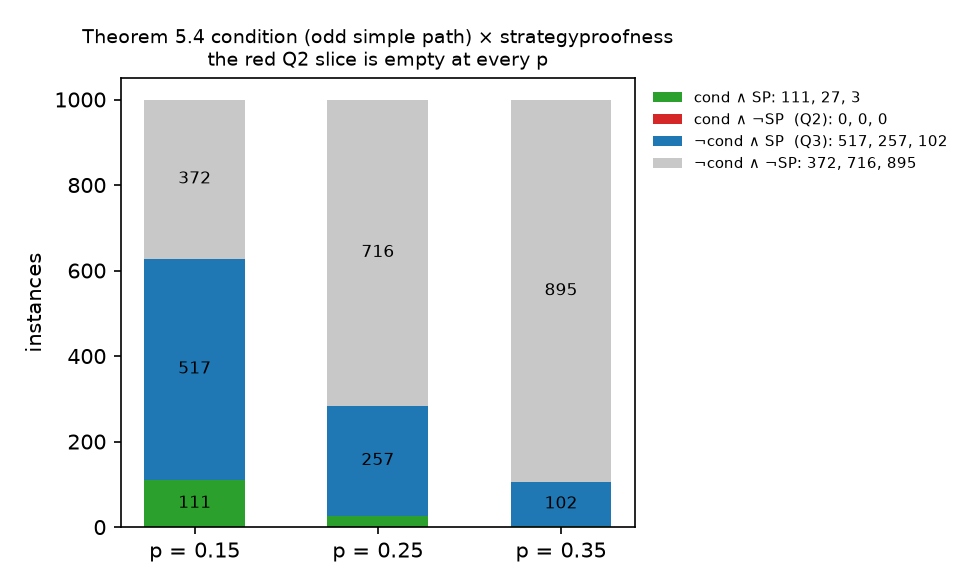 Theorem 5.4 condition (odd simple path) × strategyproofness
the red Q2 slice is empty at every p
instances
1000
800
600
400
200
0
372
517
111
716
257
895
102
p = 0.15
p = 0.25
p = 0.35
cond ∧ SP: 111, 27, 3
cond ∧ ¬SP  (Q2): 0, 0, 0
¬cond ∧ SP  (Q3): 517, 257, 102
¬cond ∧ ¬SP: 372, 716, 895